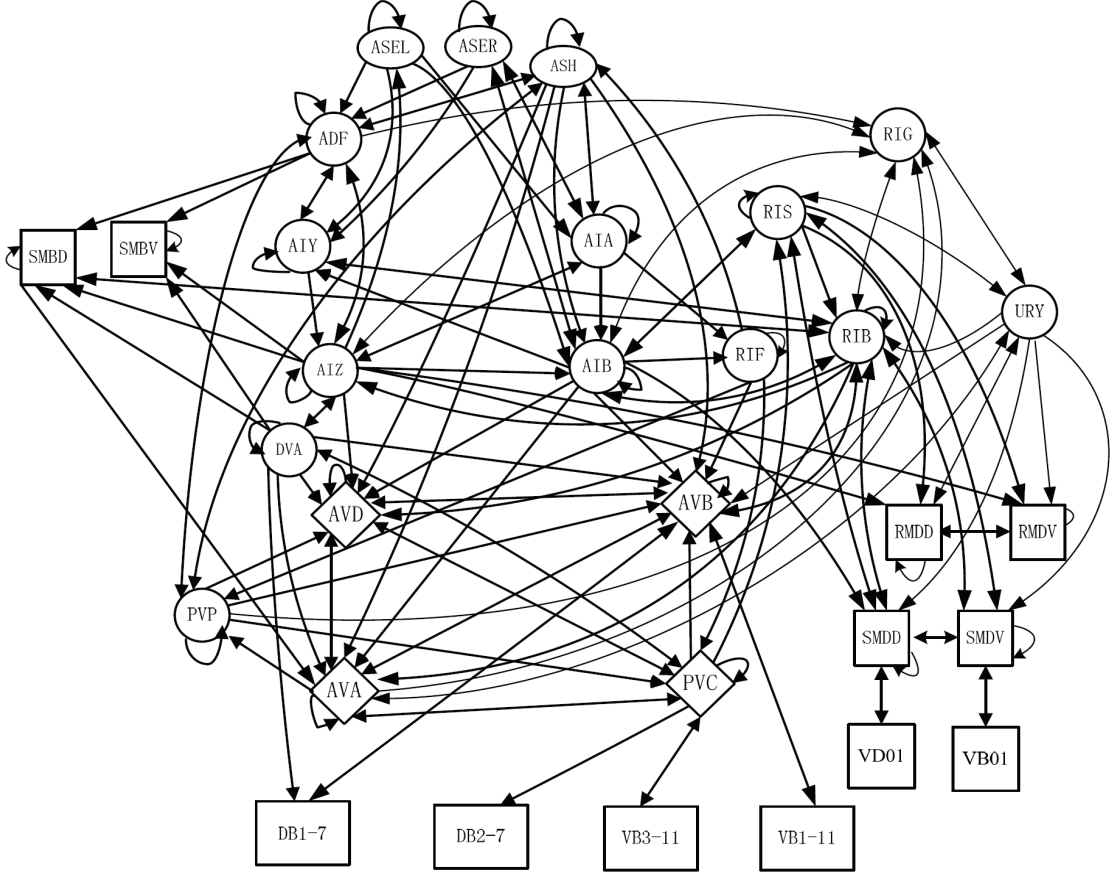 ASEL
ASER
ASH
ADF
RIG
RIS
SMBD
SMBV
AIY
AIA
URY
RIB
AIZ
AIB
RIF
DVA
AVD
AVB
RMDD
RMDV
PVP
SMDD
SMDV
AVA
PVC
VD01
VB01
DB1-7
DB2-7
VB3-11
VB1-11